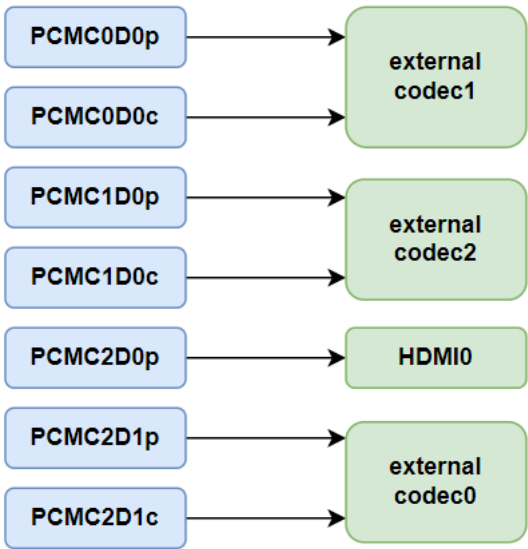 PCMC0D0p
external
codec1
PCMC0D0c
PCMC1D0p
external
codec2
PCMC1D0c
PCMC2D0p
HDMI0
PCMC2D1p
external
codec0
PCMC2D1c